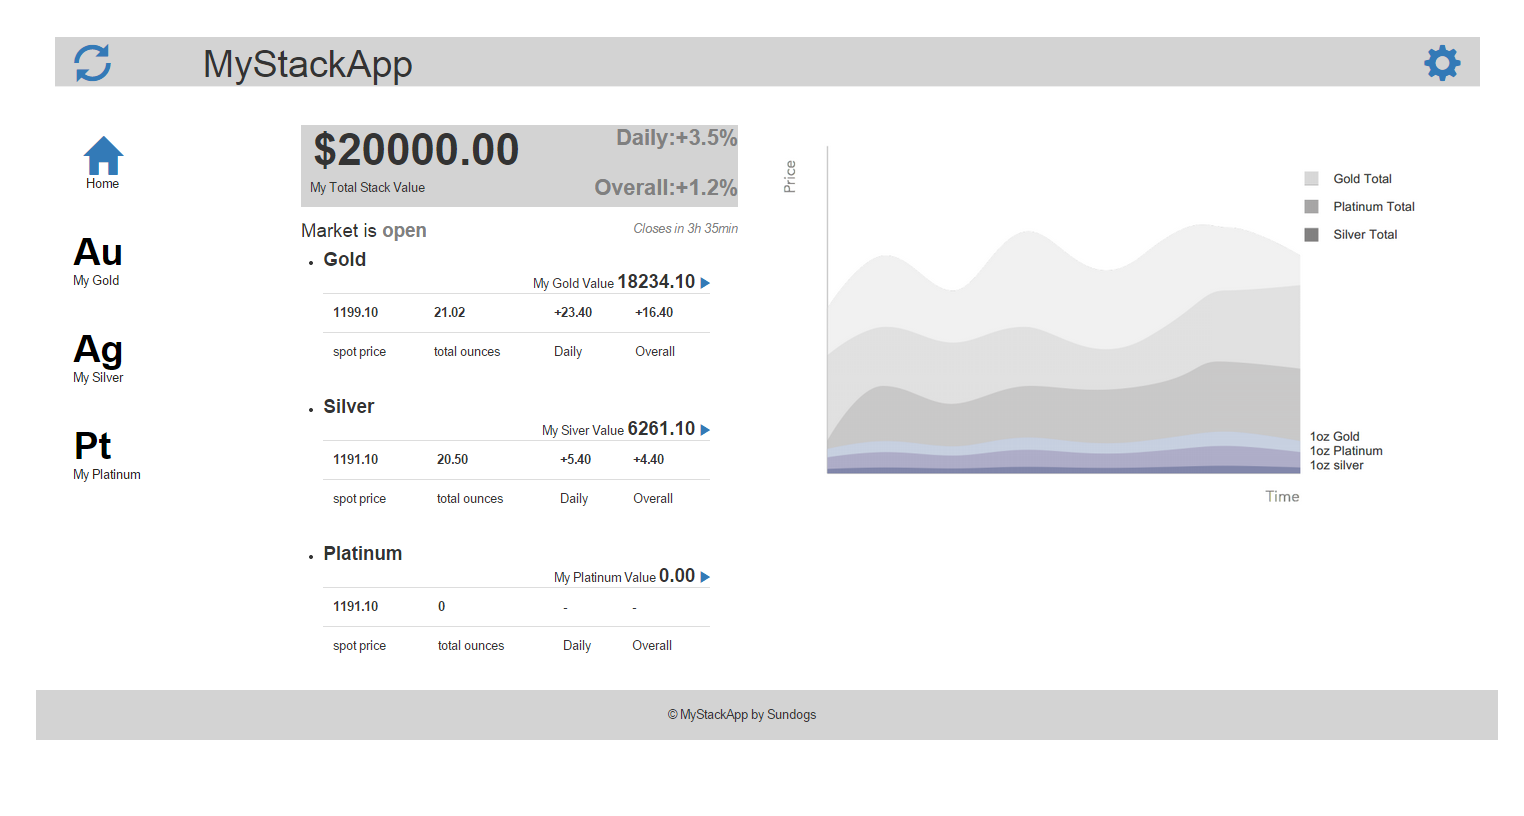 MyStackApp
Home
Au
My Gold
Ag
My Silver
Pt
My Platinum
$20000.00
My Total Stack Value
Daily:+3.5%
Overall:+1.2%
Market is open
Closes in 3h 35min
Gold
My Gold Value 18234.10
1199.10 21.02 +23.40 +16.40
spot price total ounces Daily Overall
Silver
My Siver Value 6261.10
1191.10 20.50 +5.40 +4.40
spot price total ounces Daily Overall
Platinum
My Platinum Value 0.00
1191.10 0 - -
spot price total ounces Daily Overall
Price
Gold Total
Platinum Total
Silver Total
1oz Gold
1oz Platinum
1oz silver
Time
© MyStackApp by Sundogs